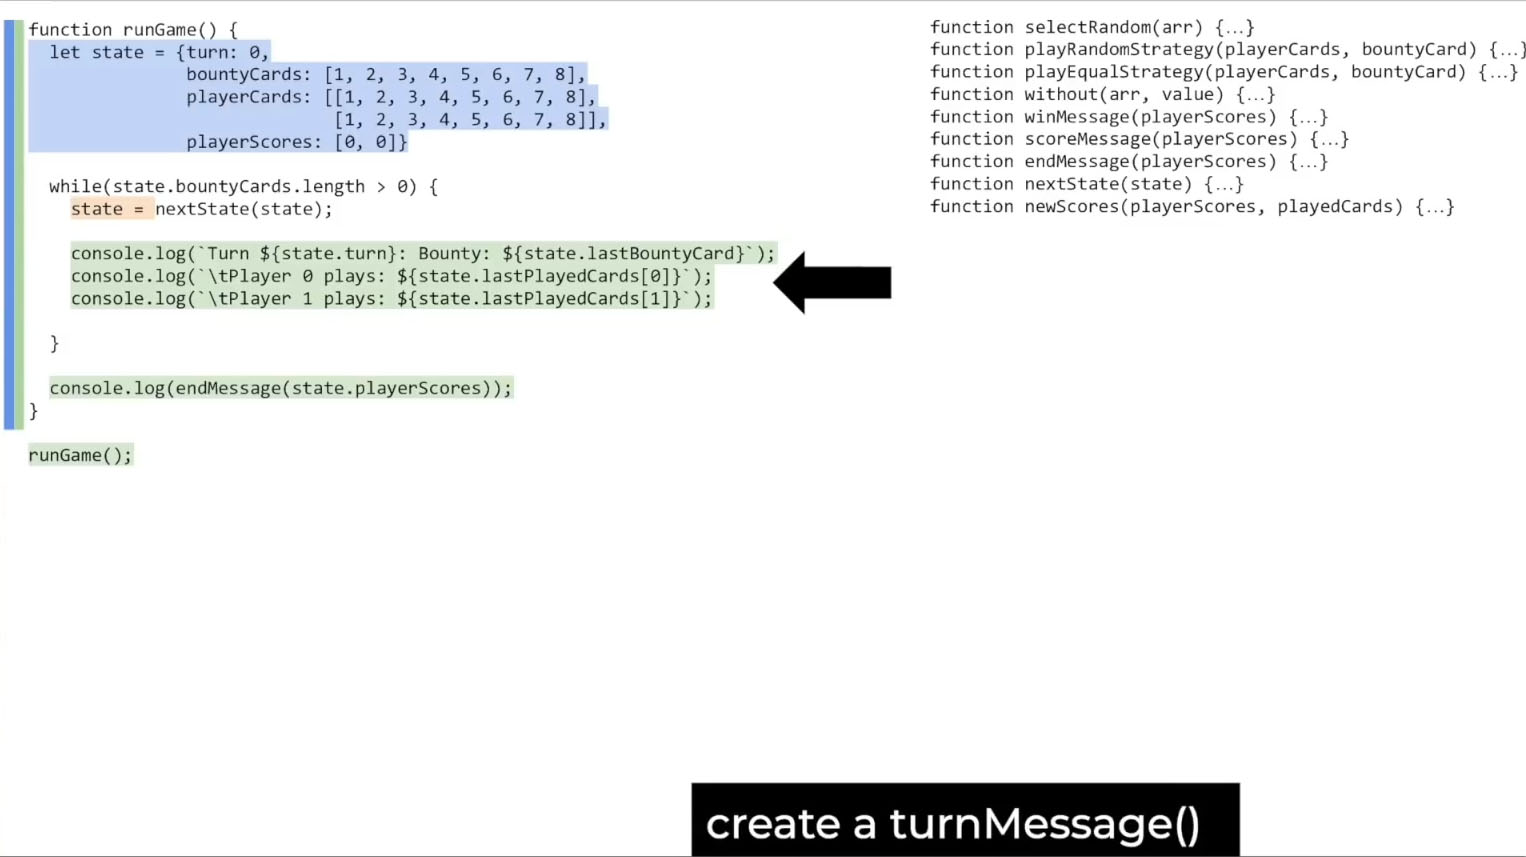 function runGame() {
let state = {turn: 0,
bountyCards: [1, 2, 3, 4, 5, 6, 7, 8],
playerCards: [[1, 2, 3, 4, 5, 6, 7, 8],
[1, 2, 3, 4, 5, 6, 7, 8]],
playerScores: [0, 0]}
while(state.bountyCards.length > 0) {
state = nextState(state);
console.log(`Turn ${state.turn}: Bounty: ${state.lastBountyCard}`);
console.log(`\tPlayer 0 plays: ${state.lastPlayedCards[0]}`);
console.log(`\tPlayer 1 plays: ${state.lastPlayedCards[1]}`);
}
console.log(endMessage(state.playerScores));
}
runGame();
function selectRandom(arr) {…}
function playRandomStrategy(playerCards, bountyCard) {…}
function playEqualStrategy(playerCards, bountyCard) {…}
function without(arr, value) {…}
function winMessage(playerScores) {…}
function scoreMessage(playerScores) {…}
function endMessage(playerScores) {…}
function nextState(state) {…}
function newScores(playerScores, playedCards) {…}
create a turnMessage()